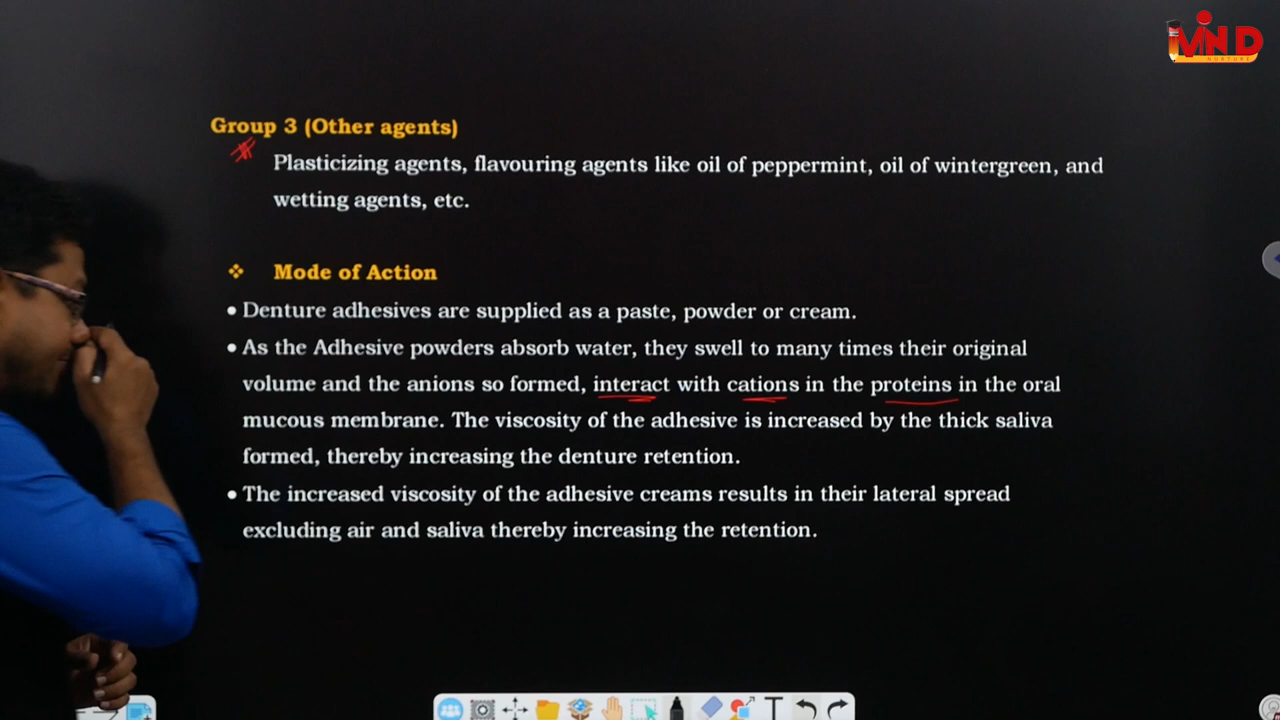 MIND
NURTURE
Group 3 (Other agents)
Plasticizing agents, flavouring agents like oil of peppermint, oil of wintergreen, and
wetting agents, etc.
❖ Mode of Action
• Denture adhesives are supplied as a paste, powder or cream.
• As the Adhesive powders absorb water, they swell to many times their original
volume and the anions so formed, interact with cations in the proteins in the oral
mucous membrane. The viscosity of the adhesive is increased by the thick saliva
formed, thereby increasing the denture retention.
• The increased viscosity of the adhesive creams results in their lateral spread
excluding air and saliva thereby increasing the retention.